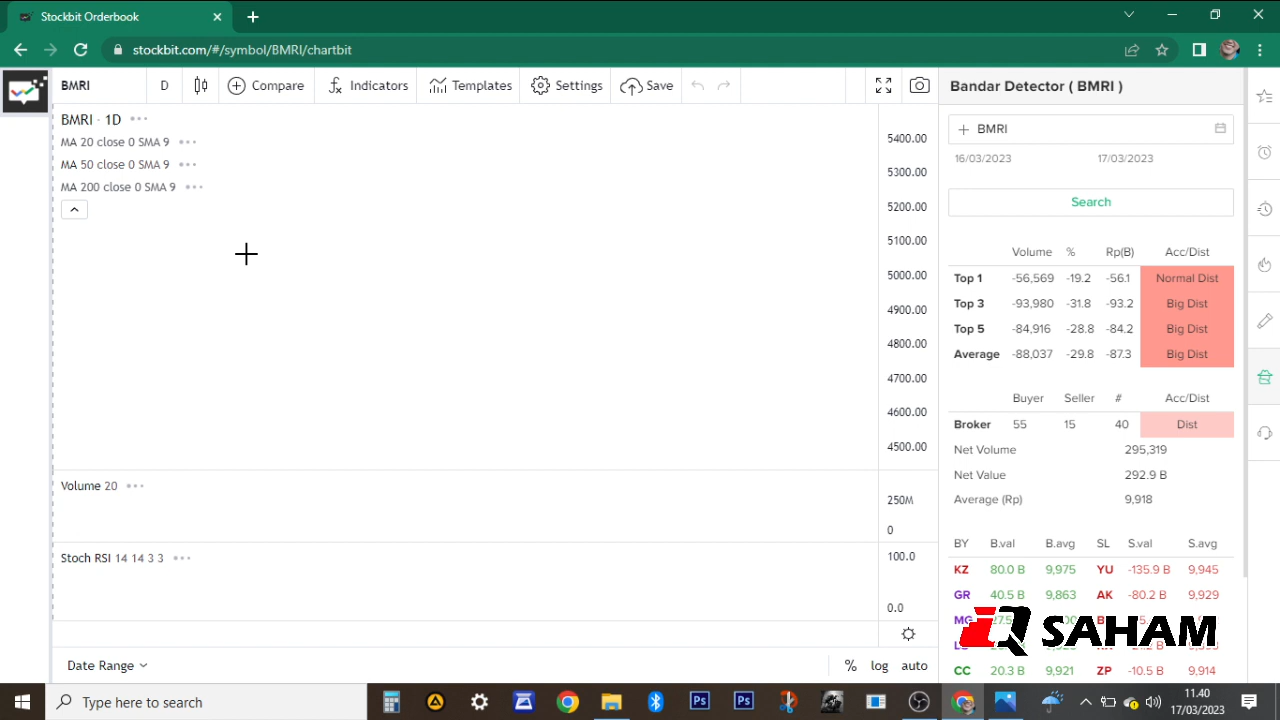 Stockbit Orderbook
stockbit.com/#/symbol/BMRI/chartbit
BMRI D Compare Indicators Templates Settings Save
BMRI · 1D
MA 20 close 0 SMA 9
MA 50 close 0 SMA 9
MA 200 close 0 SMA 9
5400.00
5300.00
5200.00
5100.00
5000.00
4900.00
4800.00
4700.00
4600.00
4500.00
Volume 20
250M
0
Stoch RSI 14 14 3 3
100.0
0.0
Date Range % log auto
Bandar Detector ( BMRI )
BMRI
16/03/2023 17/03/2023
Search
Volume % Rp(B) Acc/Dist
Top 1 -56,569 -19.2 -56.1 Normal Dist
Top 3 -93,980 -31.8 -93.2 Big Dist
Top 5 -84,916 -28.8 -84.2 Big Dist
Average -88,037 -29.8 -87.3 Big Dist
Buyer Seller # Acc/Dist
Broker 55 15 40 Dist
Net Volume 295,319
Net Value 292.9 B
Average (Rp) 9,918
BY B.val B.avg SL S.val S.avg
KZ 80.0 B 9,975 YU -135.9 B 9,945
GR 40.5 B 9,863 AK -80.2 B 9,929
CC 20.3 B 9,921 ZP -10.5 B 9,914
SAHAM
Type here to search
11.40
17/03/2023